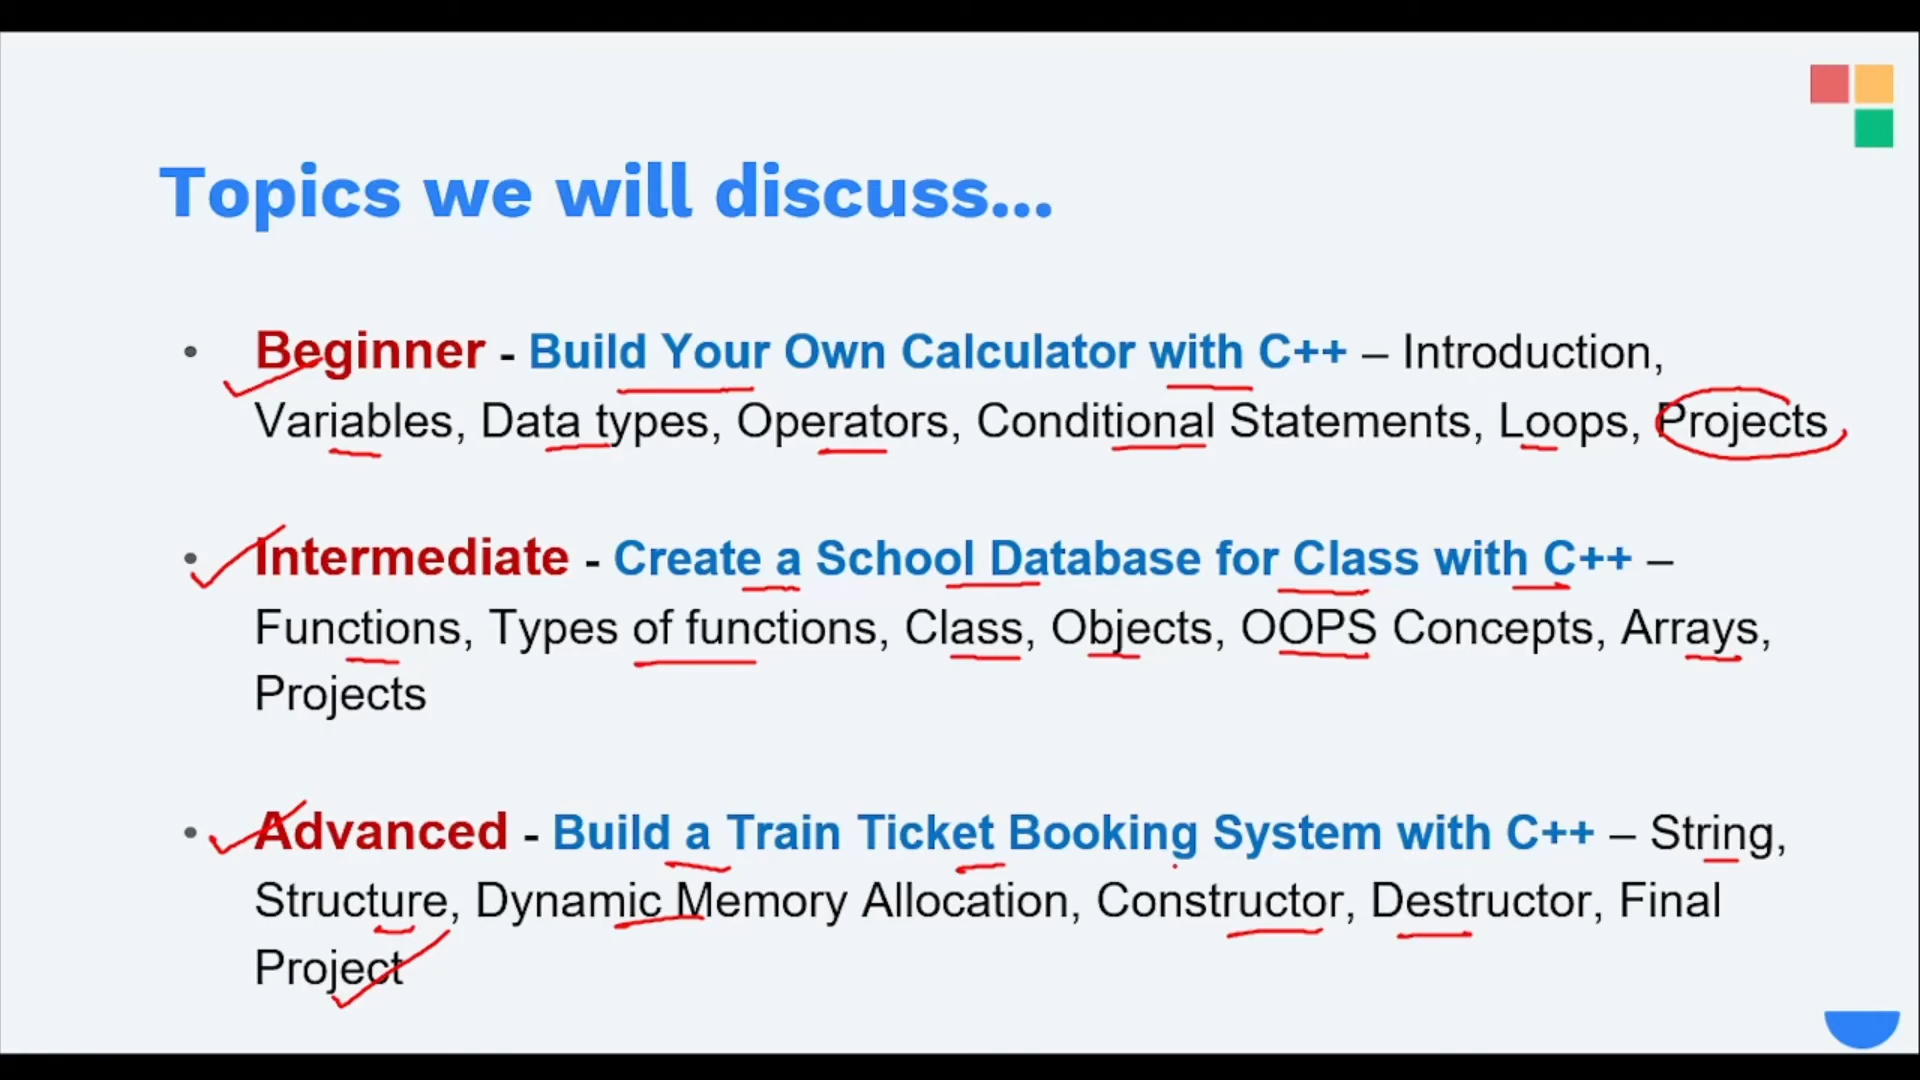 Topics we will discuss...
• Beginner - Build Your Own Calculator with C++ – Introduction,
Variables, Data types, Operators, Conditional Statements, Loops, Projects
• Intermediate - Create a School Database for Class with C++ –
Functions, Types of functions, Class, Objects, OOPS Concepts, Arrays,
Projects
• Advanced - Build a Train Ticket Booking System with C++ – String,
Structure, Dynamic Memory Allocation, Constructor, Destructor, Final
Project